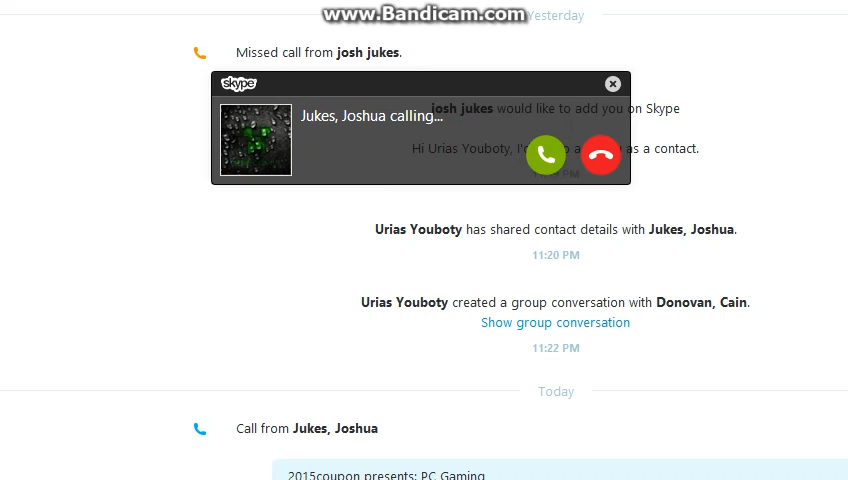 www.Bandicam.com
Yesterday
Missed call from josh jukes.
skype
josh jukes would like to add you on Skype
Jukes, Joshua calling...
Hi Urias Youboty, I'd as a contact.
Urias Youboty has shared contact details with Jukes, Joshua.
11:20 PM
Urias Youboty created a group conversation with Donovan, Cain.
Show group conversation
11:22 PM
Today
Call from Jukes, Joshua
2015coupon presents: PC Gaming